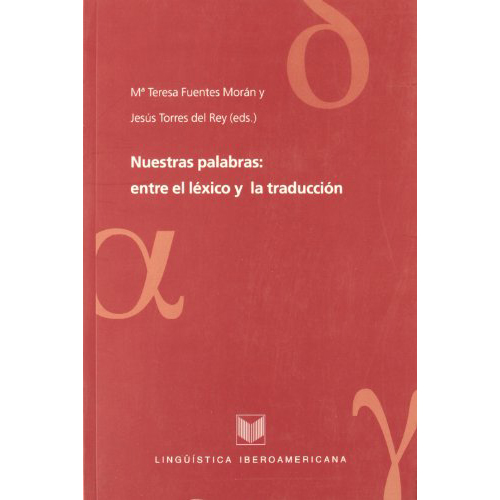 δ
Mª Teresa Fuentes Morán y
Jesús Torres del Rey (eds.)
Nuestras palabras:
entre el léxico y la traducción
α
γ
LINGÜÍSTICA IBEROAMERICANA